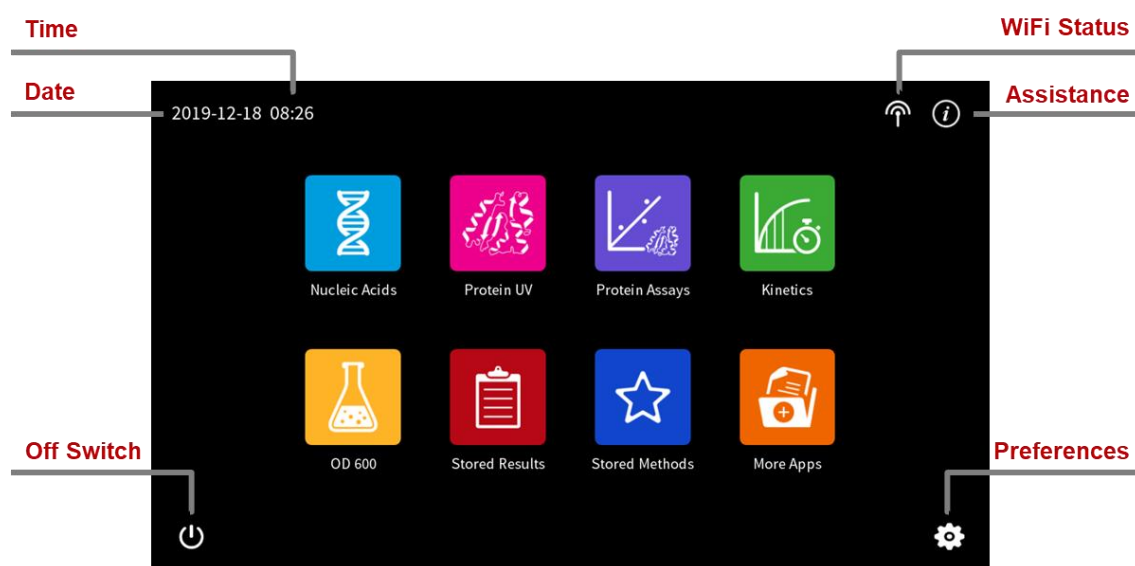 Time
WiFi Status
Date
Assistance
2019-12-18 08:26
i
Nucleic Acids
Protein UV
Protein Assays
Kinetics
OD 600
Stored Results
Stored Methods
More Apps
Off Switch
Preferences